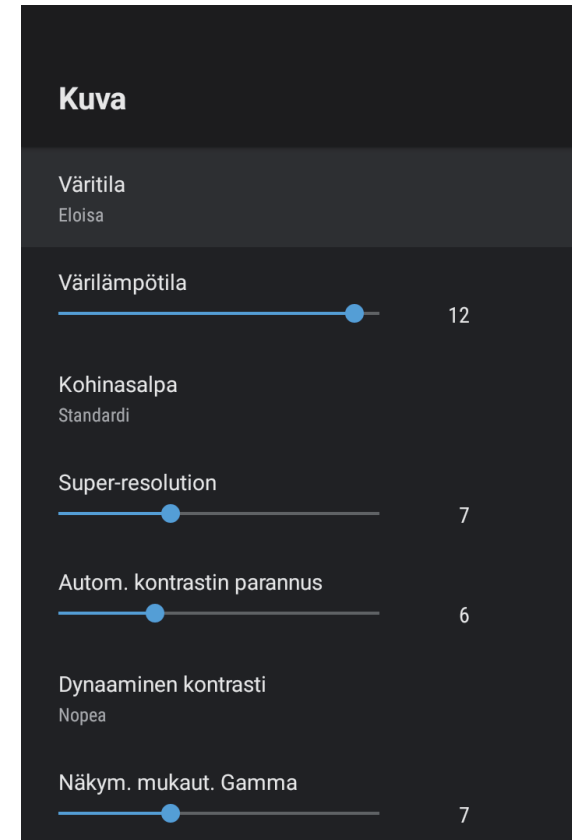 Kuva
Väritila
Eloisa
Värilämpötila
12
Kohinasalpa
Standardi
Super-resolution
7
Autom. kontrastin parannus
6
Dynaaminen kontrasti
Nopea
Näkym. mukaut. Gamma
7